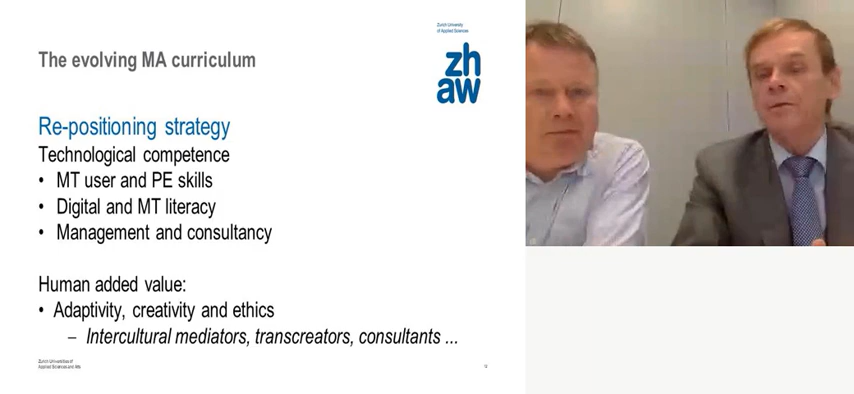 Zurich University
of Applied Sciences
zh
aw
The evolving MA curriculum
Re-positioning strategy
Technological competence
• MT user and PE skills
• Digital and MT literacy
• Management and consultancy
Human added value:
• Adaptivity, creativity and ethics
– Intercultural mediators, transcreators, consultants ...
Zurich Universities of
Applied Sciences and Arts